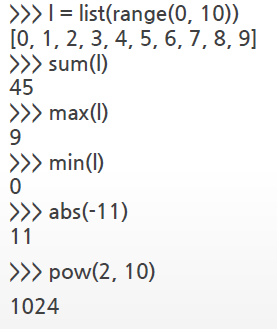 >>> l = list(range(0, 10))
[0, 1, 2, 3, 4, 5, 6, 7, 8, 9]
>>> sum(l)
45
>>> max(l)
9
>>> min(l)
0
>>> abs(-11)
11
>>> pow(2, 10)
1024